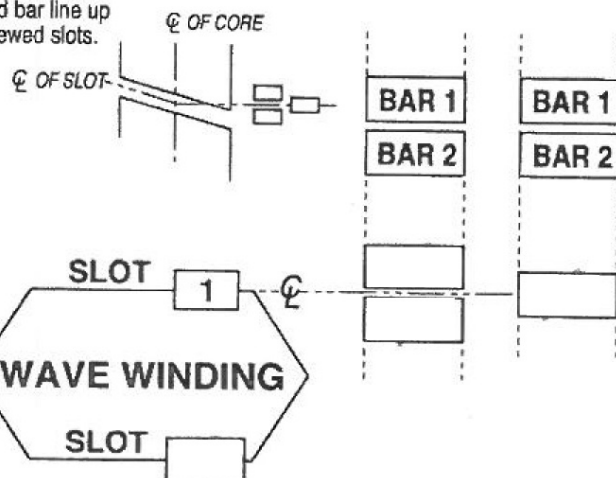 bar line up
ewed slots.
℄ OF CORE
℄ OF SLOT
BAR 1
BAR 1
BAR 2
BAR 2
SLOT
1
℄
WAVE WINDING
SLOT